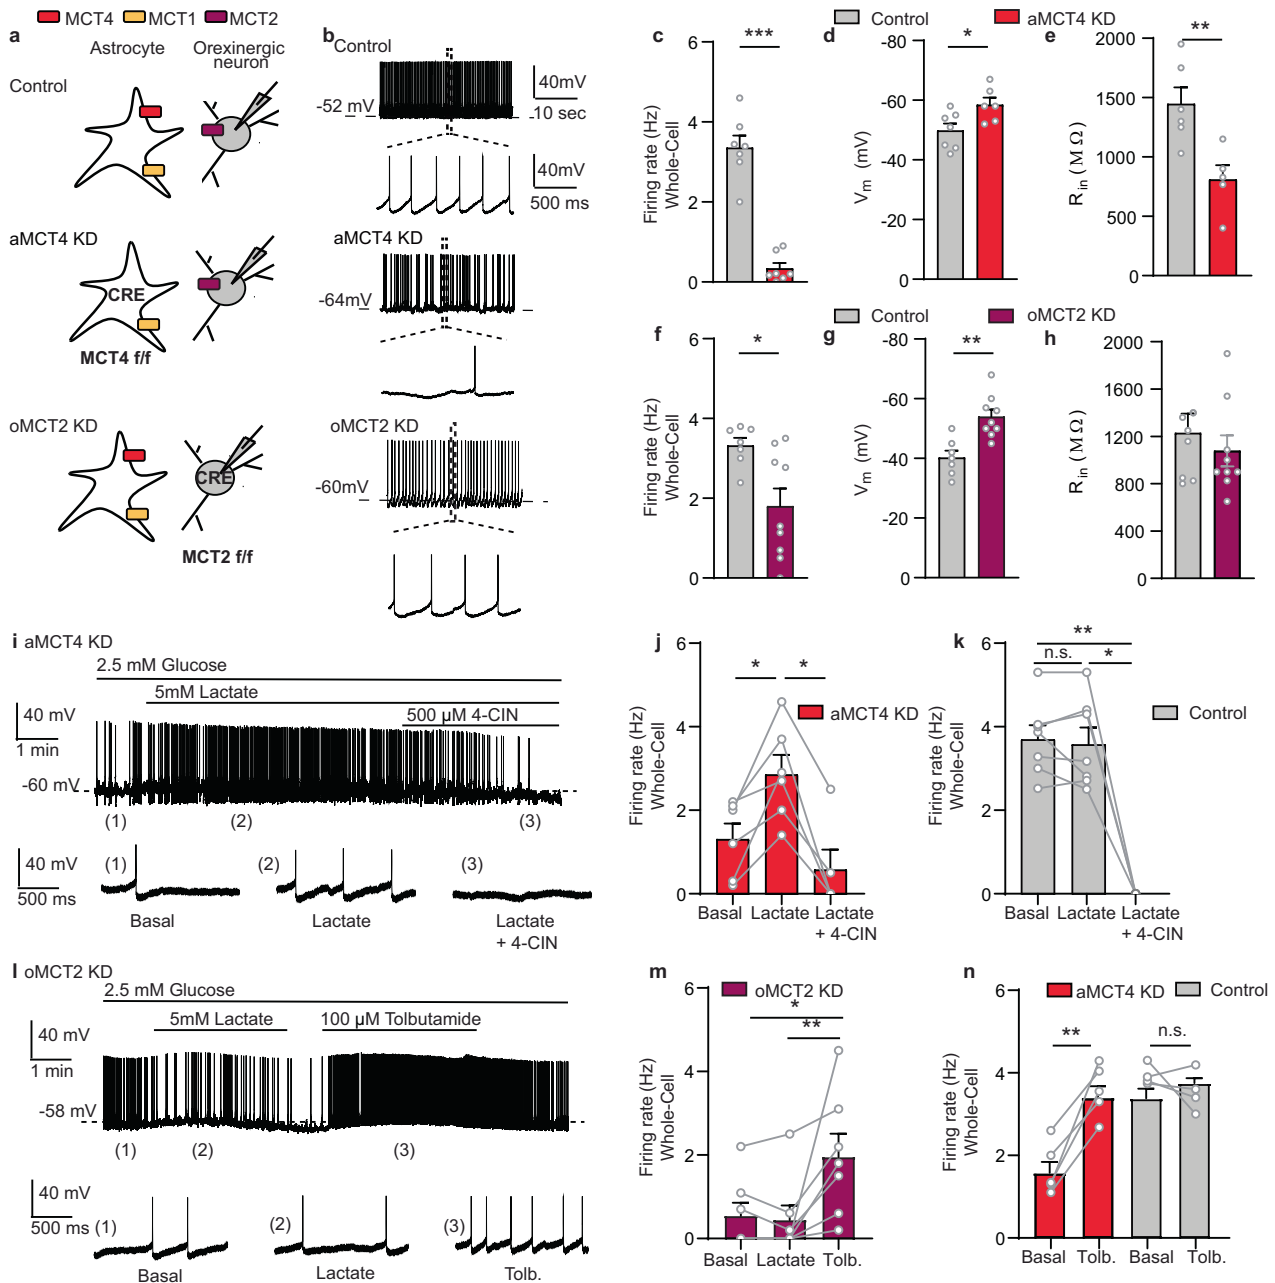 MCT4 MCT1 MCT2
a
Astrocyte
Orexinergic
neuron
Control
aMCT4 KD
CRE
MCT4 f/f
oMCT2 KD
CRE
MCT2 f/f
b
Control
-52 mV
40mV
10 sec
40mV
500 ms
aMCT4 KD
-64mV
oMCT2 KD
-60mV
Control aMCT4 KD
c
Firing rate (Hz)
Whole-Cell
6
4
2
0
***
d
Vm (mV)
-80
-60
-40
-20
0
*
e
Rin (MΩ)
2000
1500
1000
500
0
**
Control oMCT2 KD
f
Firing rate (Hz)
Whole-Cell
6
4
2
0
*
g
Vm (mV)
-80
-60
-40
-20
0
**
h
Rin (MΩ)
2000
1600
1200
800
400
0
i aMCT4 KD
2.5 mM Glucose
5mM Lactate
500 µM 4-CIN
40 mV
1 min
-60 mV
(1) (2) (3)
40 mV
500 ms
(1) (2) (3)
Basal Lactate Lactate
+ 4-CIN
j
Firing rate (Hz)
Whole-Cell
6
4
2
0
* *
aMCT4 KD
Basal Lactate Lactate
+ 4-CIN
k
Firing rate (Hz)
Whole-Cell
6
4
2
0
**
n.s. *
Control
Basal Lactate Lactate
+ 4-CIN
l oMCT2 KD
2.5 mM Glucose
5mM Lactate 100 µM Tolbutamide
40 mV
1 min
-58 mV
(1) (2) (3)
40 mV
500 ms
(1) (2) (3)
Basal Lactate Tolb.
m
Firing rate (Hz)
Whole-Cell
6
4
2
0
oMCT2 KD
*
**
Basal Lactate Tolb.
n
Firing rate (Hz)
Whole-Cell
6
4
2
0
aMCT4 KD Control
** n.s.
Basal Tolb. Basal Tolb.